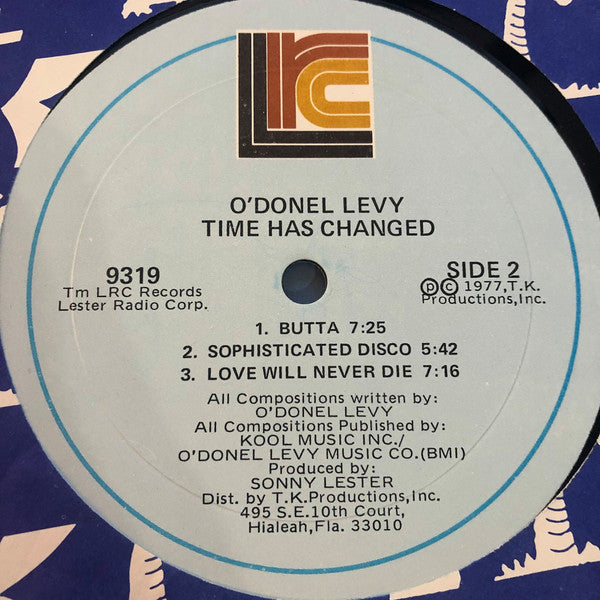 lrc
O'DONEL LEVY
TIME HAS CHANGED
9319
Tm LRC Records
Lester Radio Corp.
SIDE 2
Ⓟ © 1977, T.K.
Productions,Inc.
1. BUTTA 7:25
2. SOPHISTICATED DISCO 5:42
3. LOVE WILL NEVER DIE 7:16
All Compositions written by:
O'DONEL LEVY
All Compositions Published by:
KOOL MUSIC INC./
O'DONEL LEVY MUSIC CO.(BMI)
Produced by:
SONNY LESTER
Dist. by T.K.Productions,Inc.
495 S.E.10th Court,
Hialeah,Fla. 33010